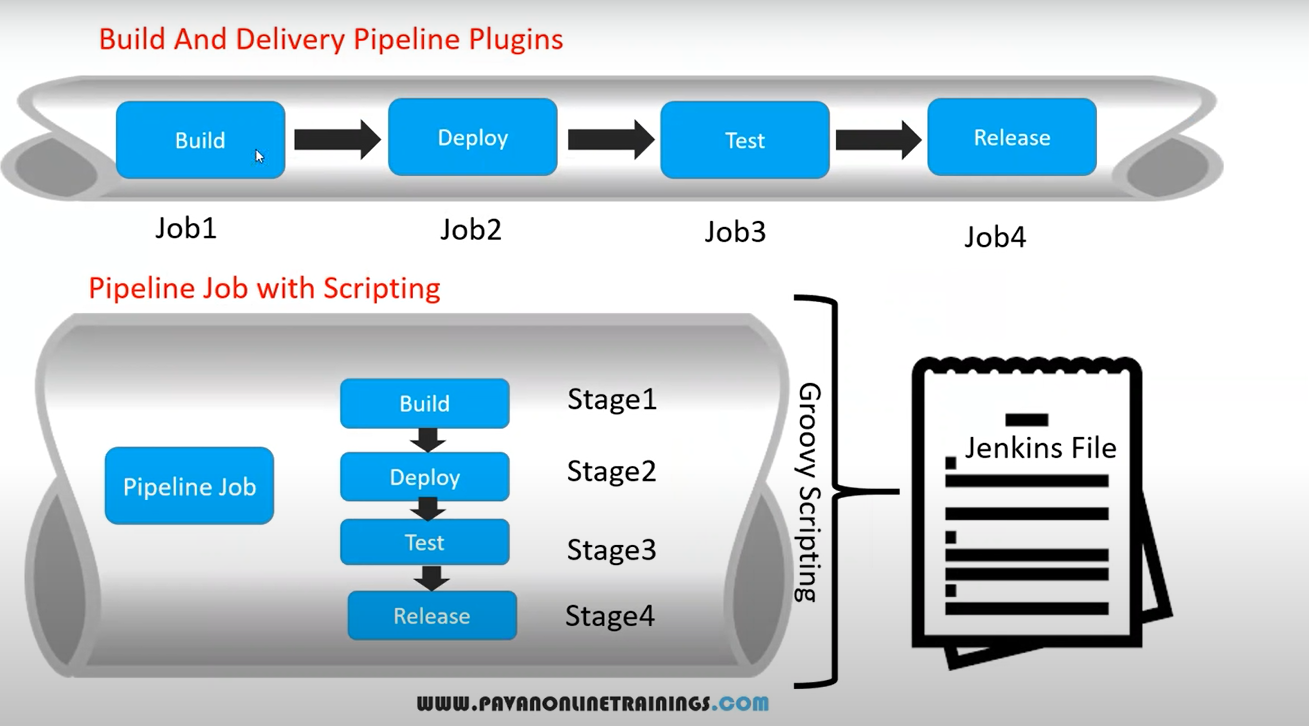 Build And Delivery Pipeline Plugins
Build
Deploy
Test
Release
Job1
Job2
Job3
Job4
Pipeline Job with Scripting
Pipeline Job
Build
Stage1
Deploy
Stage2
Test
Stage3
Release
Stage4
Groovy Scripting
Jenkins File
WWW.PAVANONLINETRAININGS.COM